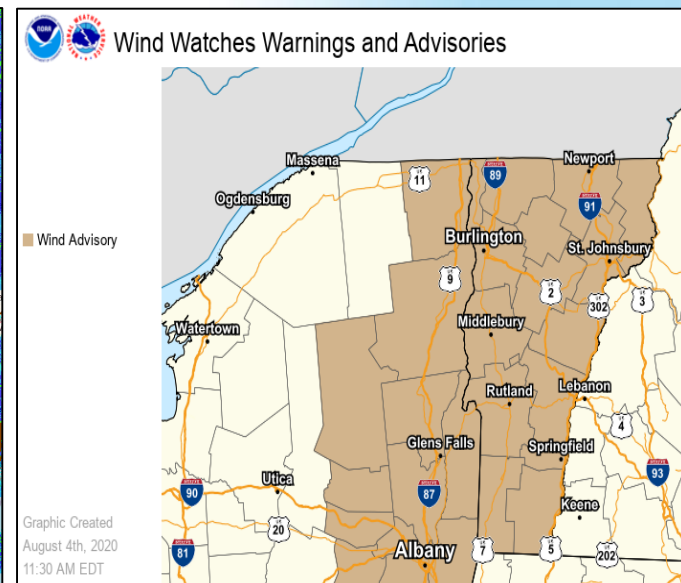 NOAA
Wind Watches Warnings and Advisories
Massena
Newport
11
89
Ogdensburg
91
Wind Advisory
Burlington
St. Johnsbury
9
2
302
3
Watertown
Middlebury
Rutland
Lebanon
4
Glens Falls
Springfield
93
Utica
90
87
Keene
Graphic Created
20
August 4th, 2020
81
Albany
7
5
202
11:30 AM EDT